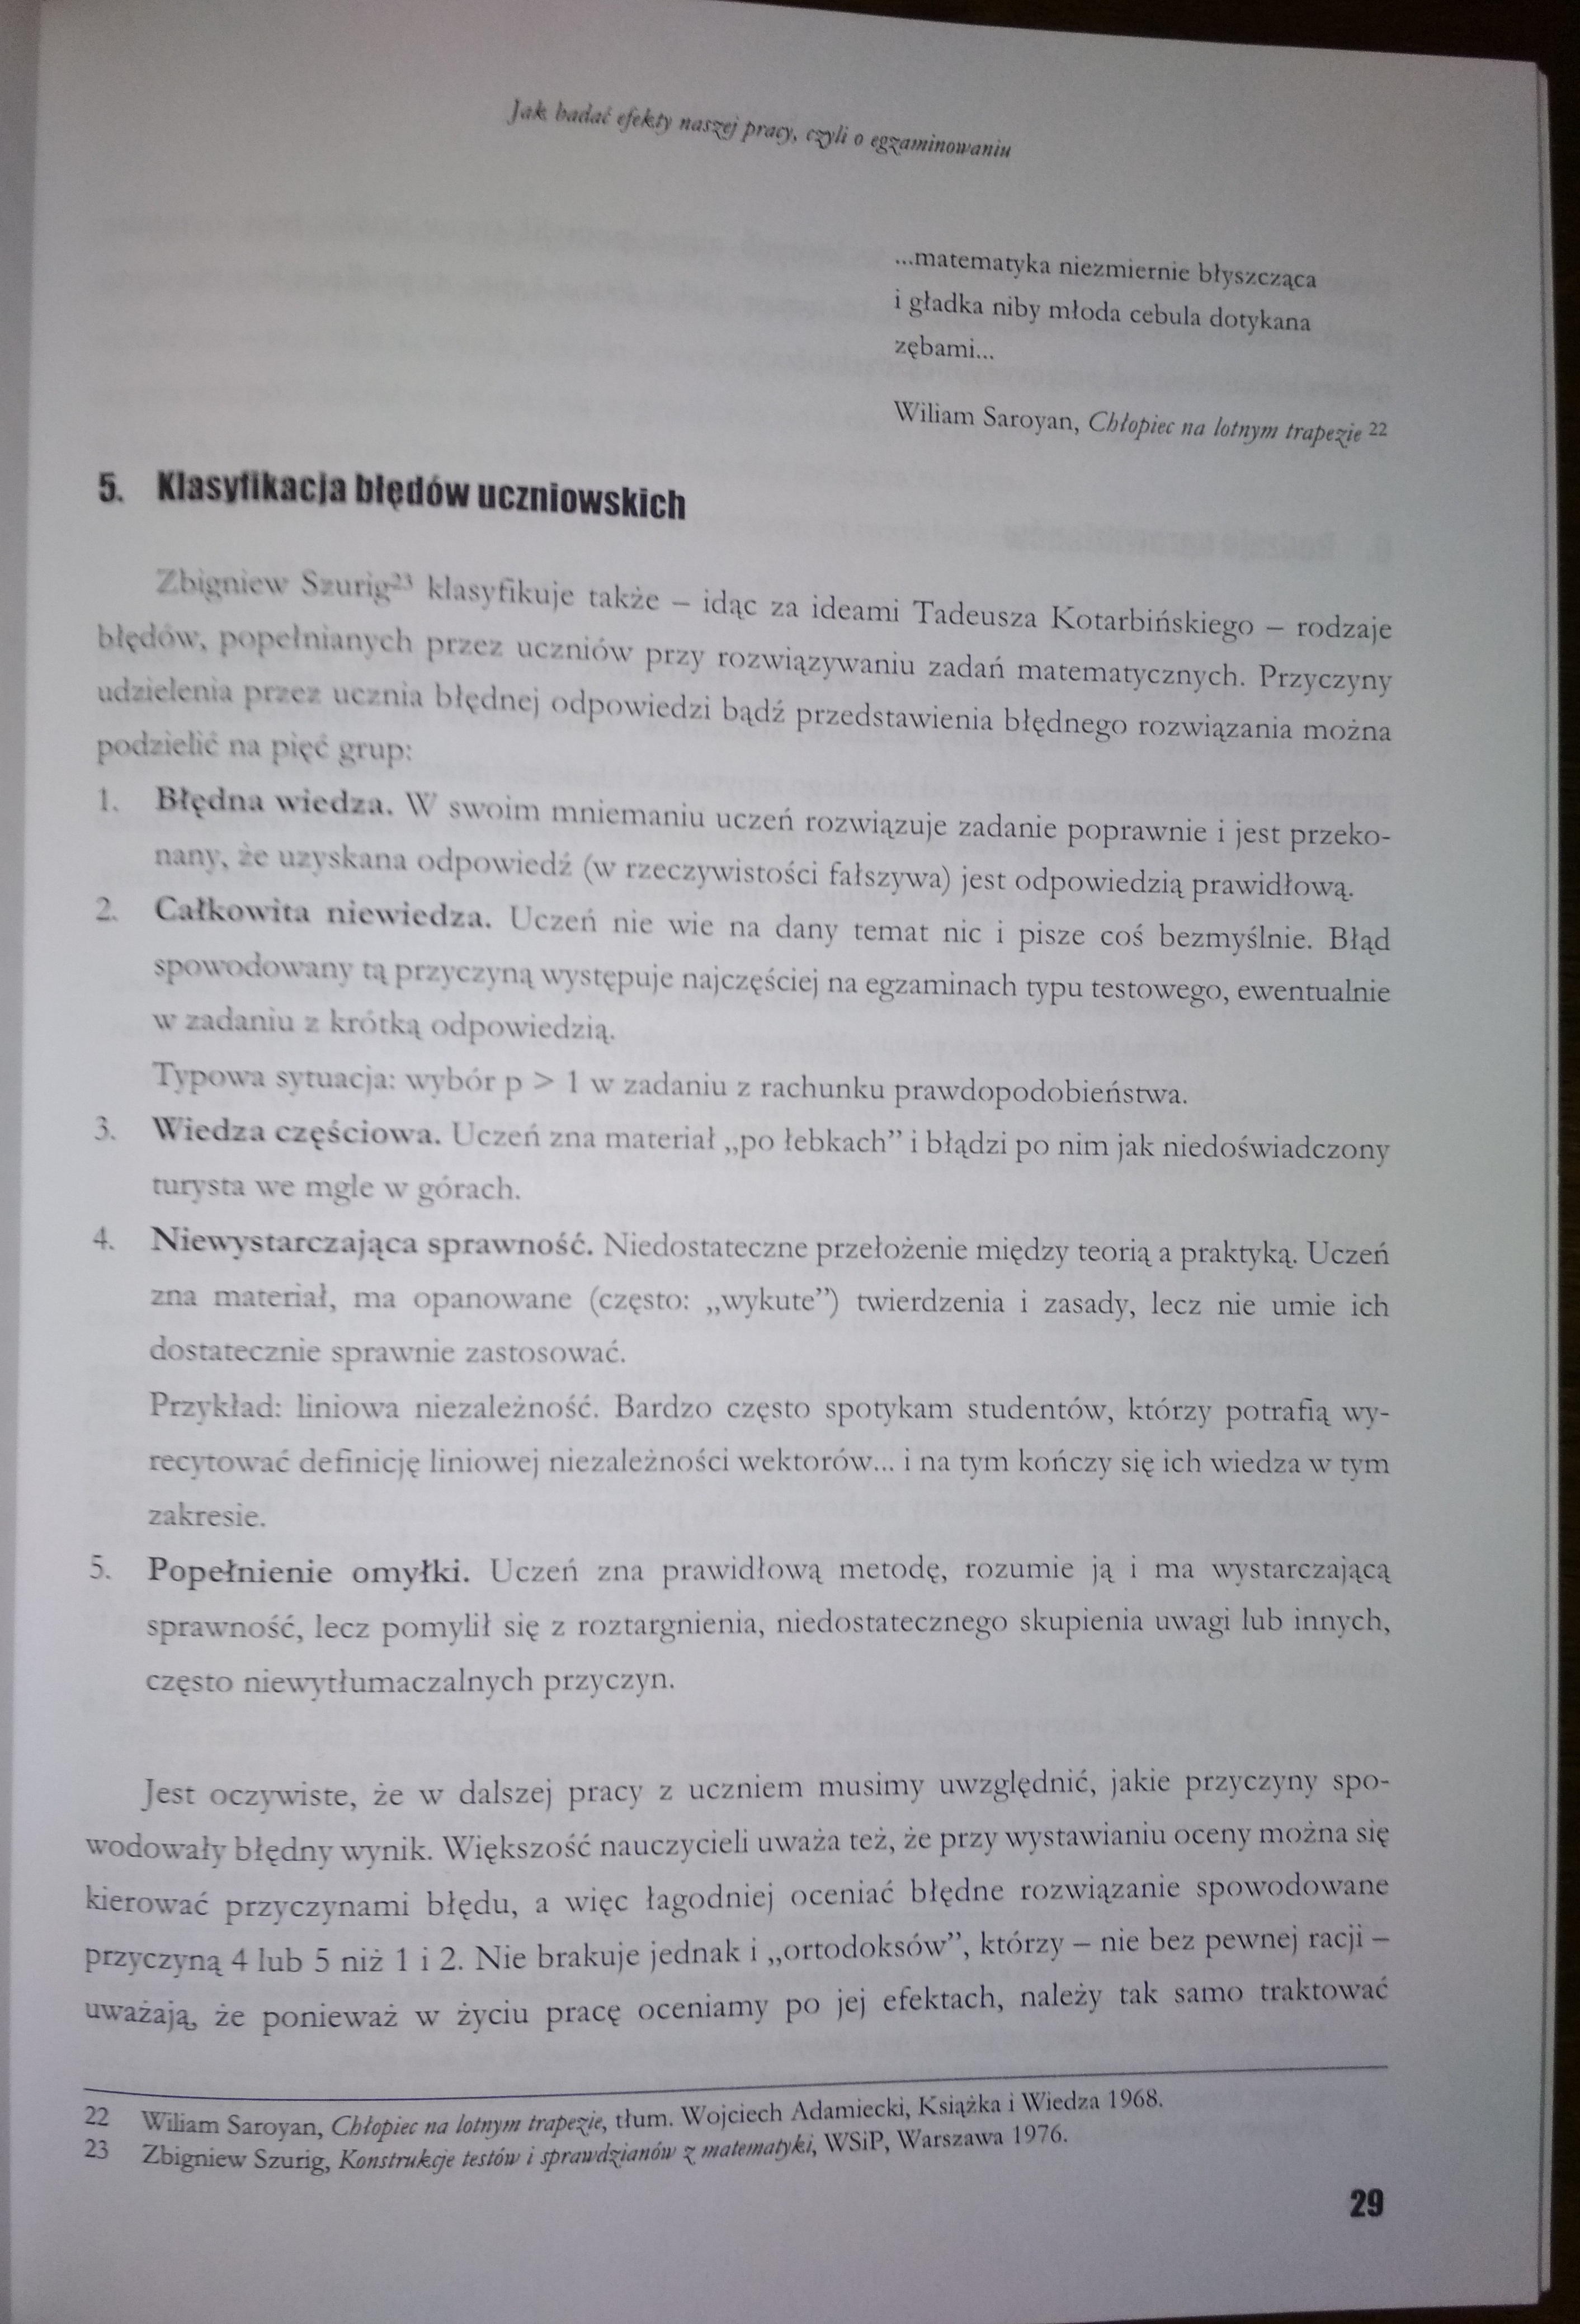 Jak badać efekty naszej pracy, czyli o egzaminowaniu
...matematyka niezmiernie błyszcząca
i gładka niby młoda cebula dotykana
zębami...
Wiliam Saroyan, Chłopiec na lotnym trapezie 22
5. Klasyfikacja błędów uczniowskich
Zbigniew Szurig23 klasyfikuje także – idąc za ideami Tadeusza Kotarbińskiego – rodzaje
błędów, popełnianych przez uczniów przy rozwiązywaniu zadań matematycznych. Przyczyny
udzielenia przez ucznia błędnej odpowiedzi bądź przedstawienia błędnego rozwiązania można
podzielić na pięć grup:
1. Błędna wiedza. W swoim mniemaniu uczeń rozwiązuje zadanie poprawnie i jest przeko-
nany, że uzyskana odpowiedź (w rzeczywistości fałszywa) jest odpowiedzią prawidłową.
2. Całkowita niewiedza. Uczeń nie wie na dany temat nic i pisze coś bezmyślnie. Błąd
spowodowany tą przyczyną występuje najczęściej na egzaminach typu testowego, ewentualnie
w zadaniu z krótką odpowiedzią.
Typowa sytuacja: wybór p > 1 w zadaniu z rachunku prawdopodobieństwa.
3. Wiedza częściowa. Uczeń zna materiał „po łebkach” i błądzi po nim jak niedoświadczony
turysta we mgle w górach.
4. Niewystarczająca sprawność. Niedostateczne przełożenie między teorią a praktyką. Uczeń
zna materiał, ma opanowane (często: „wykute”) twierdzenia i zasady, lecz nie umie ich
dostatecznie sprawnie zastosować.
Przykład: liniowa niezależność. Bardzo często spotykam studentów, którzy potrafią wy-
recytować definicję liniowej niezależności wektorów... i na tym kończy się ich wiedza w tym
zakresie.
5. Popełnienie omyłki. Uczeń zna prawidłową metodę, rozumie ją i ma wystarczającą
sprawność, lecz pomylił się z roztargnienia, niedostatecznego skupienia uwagi lub innych,
często niewytłumaczalnych przyczyn.
Jest oczywiste, że w dalszej pracy z uczniem musimy uwzględnić, jakie przyczyny spo-
wodowały błędny wynik. Większość nauczycieli uważa też, że przy wystawianiu oceny można się
kierować przyczynami błędu, a więc łagodniej oceniać błędne rozwiązanie spowodowane
przyczyną 4 lub 5 niż 1 i 2. Nie brakuje jednak i „ortodoksów”, którzy – nie bez pewnej racji –
uważają, że ponieważ w życiu pracę oceniamy po jej efektach, należy tak samo traktować
22 Wiliam Saroyan, Chłopiec na lotnym trapezie, tłum. Wojciech Adamiecki, Książka i Wiedza 1968.
23 Zbigniew Szurig, Konstrukcje testów i sprawdzianów z matematyki, WSiP, Warszawa 1976.
29